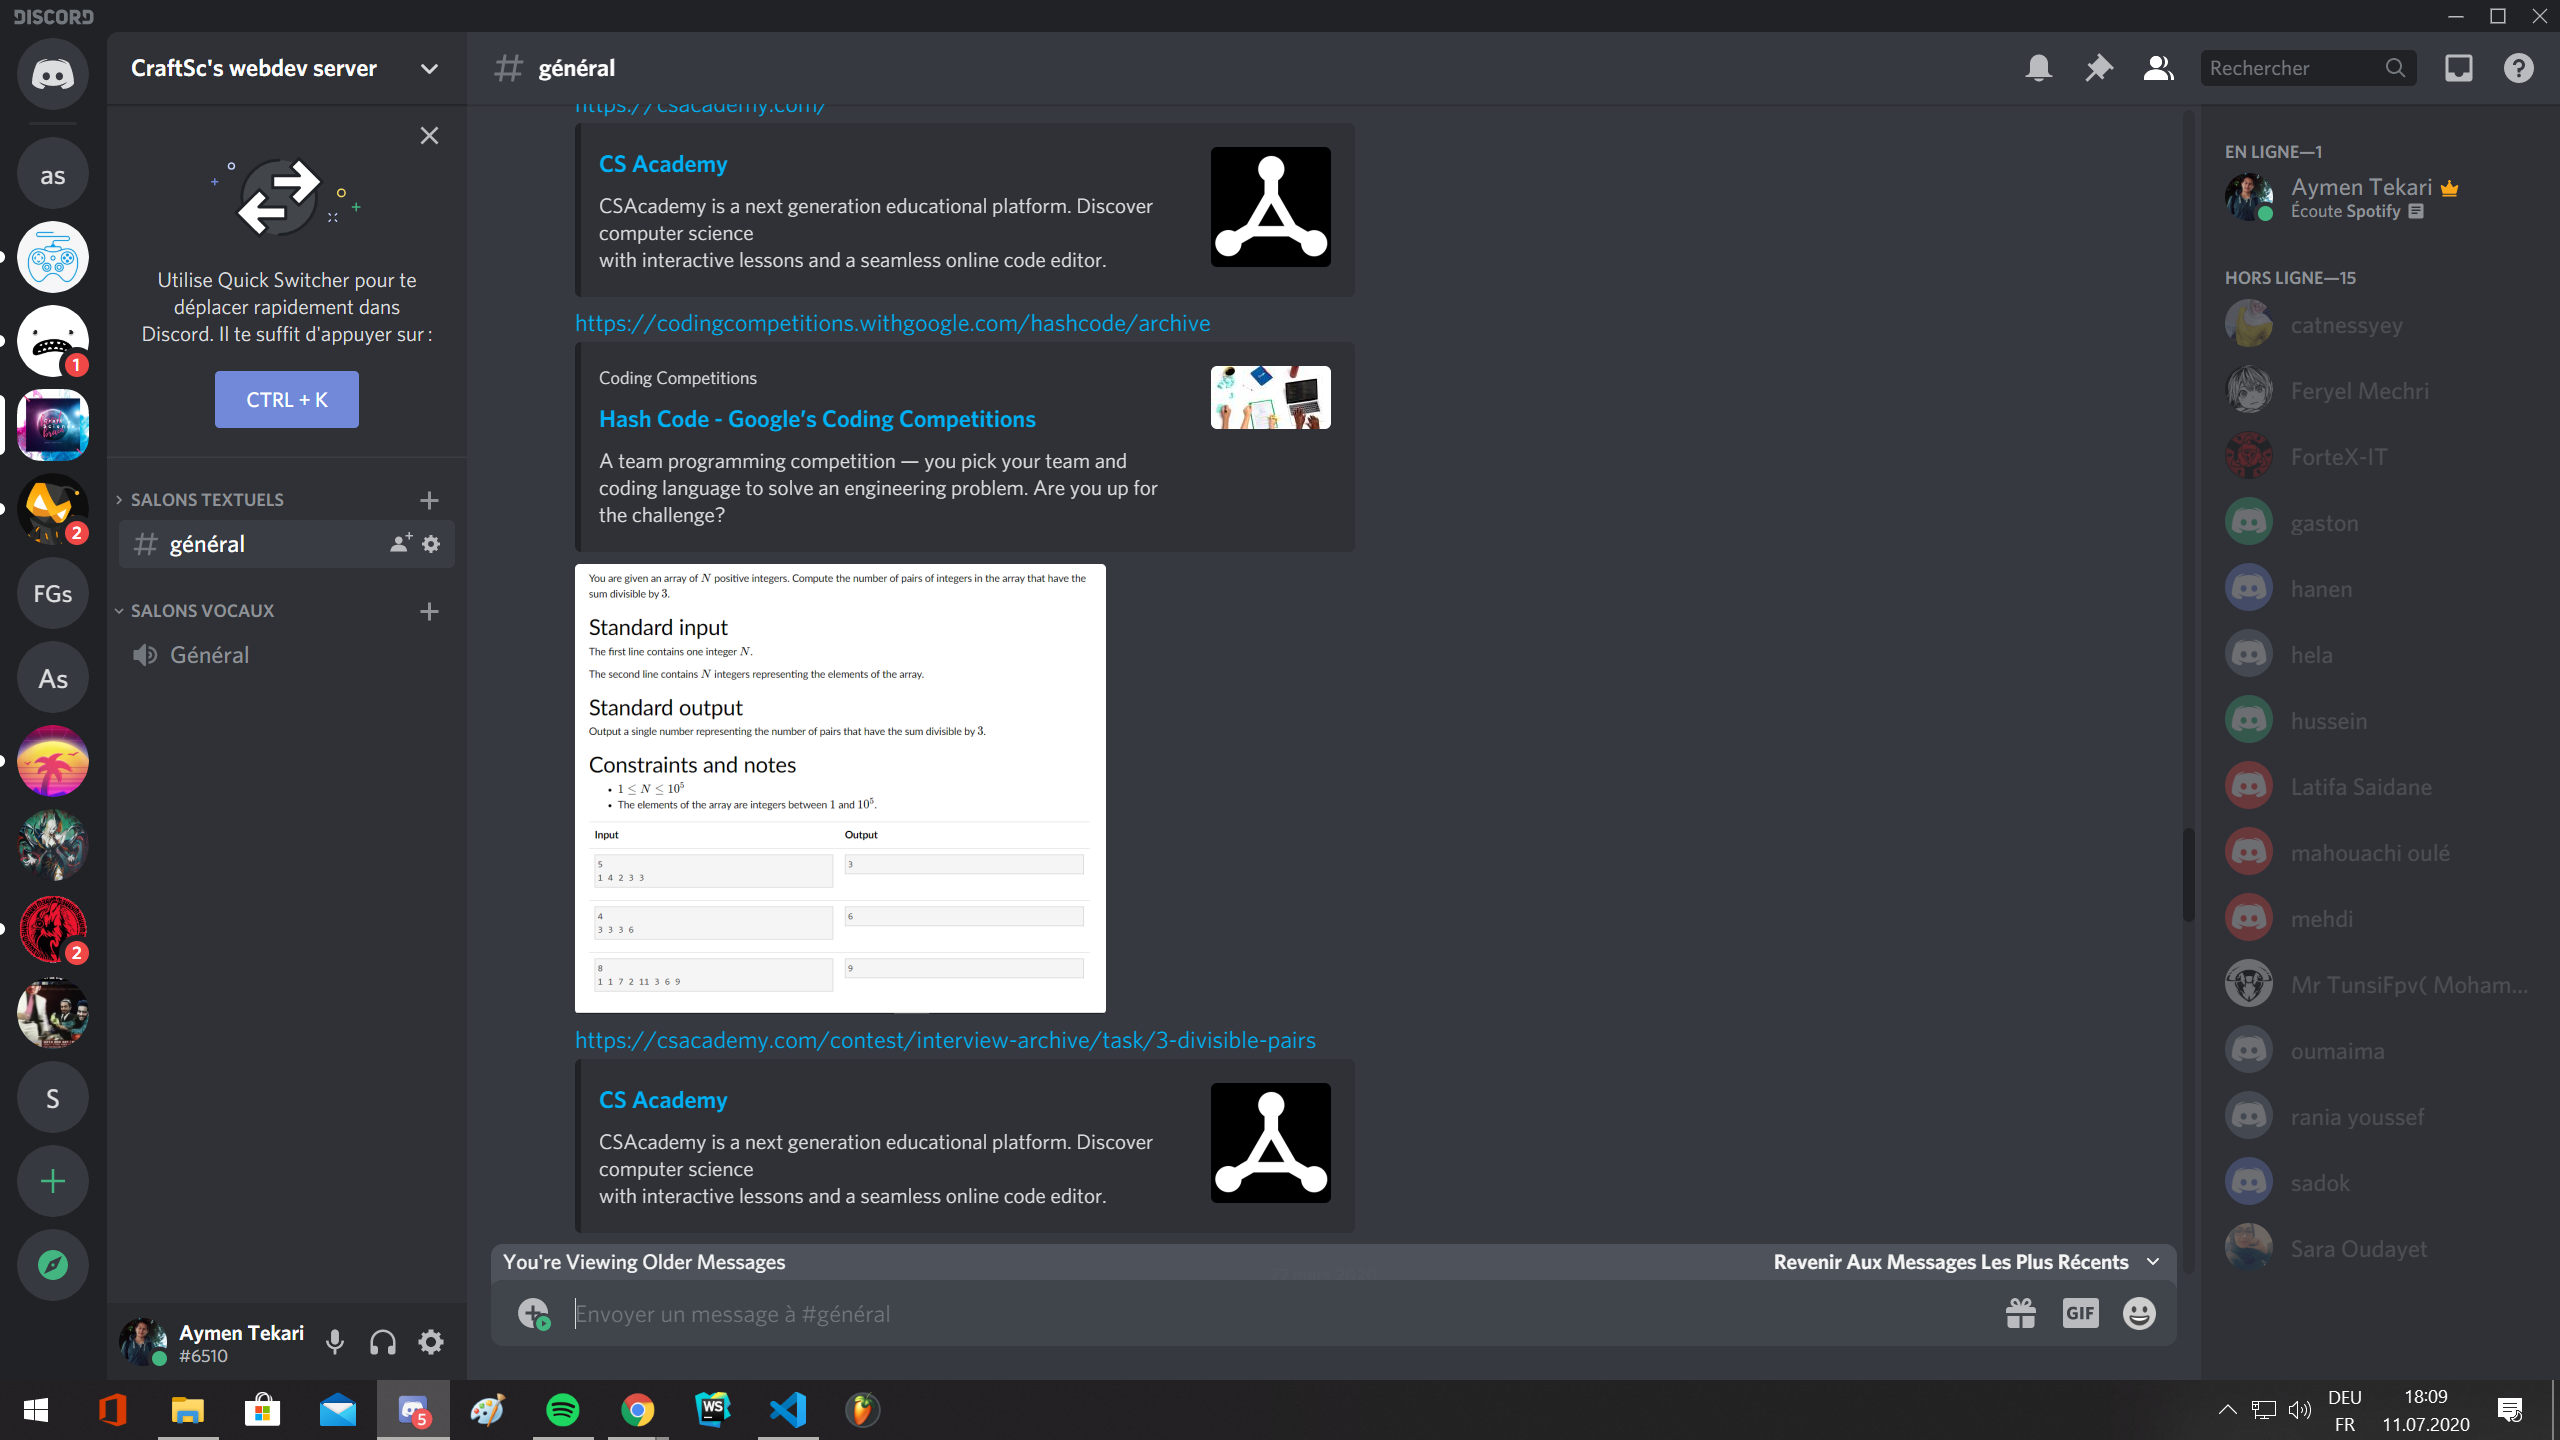 DISCORD
as
1
2
FGs
As
2
S
CraftSc's webdev server
Utilise Quick Switcher pour te
déplacer rapidement dans
Discord. Il te suffit d'appuyer sur :
CTRL + K
SALONS TEXTUELS
général
SALONS VOCAUX
Général
Aymen Tekari
#6510
général
Rechercher
https://csacademy.com/
CS Academy
CSAcademy is a next generation educational platform. Discover
computer science
with interactive lessons and a seamless online code editor.
https://codingcompetitions.withgoogle.com/hashcode/archive
Coding Competitions
Hash Code - Google’s Coding Competitions
A team programming competition — you pick your team and
coding language to solve an engineering problem. Are you up for
the challenge?
You are given an array of N positive integers. Compute the number of pairs of integers in the array that have the
sum divisible by 3.
Standard input
The first line contains one integer N.
The second line contains N integers representing the elements of the array.
Standard output
Output a single number representing the number of pairs that have the sum divisible by 3.
Constraints and notes
• 1 ≤ N ≤ 10⁵
• The elements of the array are integers between 1 and 10⁵.
Input Output
5 3
1 4 2 3 3
4 6
3 3 3 6
8 9
1 1 7 2 11 3 6 9
https://csacademy.com/contest/interview-archive/task/3-divisible-pairs
CS Academy
CSAcademy is a next generation educational platform. Discover
computer science
with interactive lessons and a seamless online code editor.
You're Viewing Older Messages Revenir Aux Messages Les Plus Récents
Envoyer un message à #général
GIF
EN LIGNE—1
Aymen Tekari
Écoute Spotify
HORS LIGNE—15
catnessyey
Feryel Mechri
ForteX-IT
gaston
hanen
hela
hussein
Latifa Saidane
mahouachi oulé
mehdi
Mr TunsiFpv( Moham...
oumaima
rania youssef
sadok
Sara Oudayet
5
WS
DEU
FR
18:09
11.07.2020